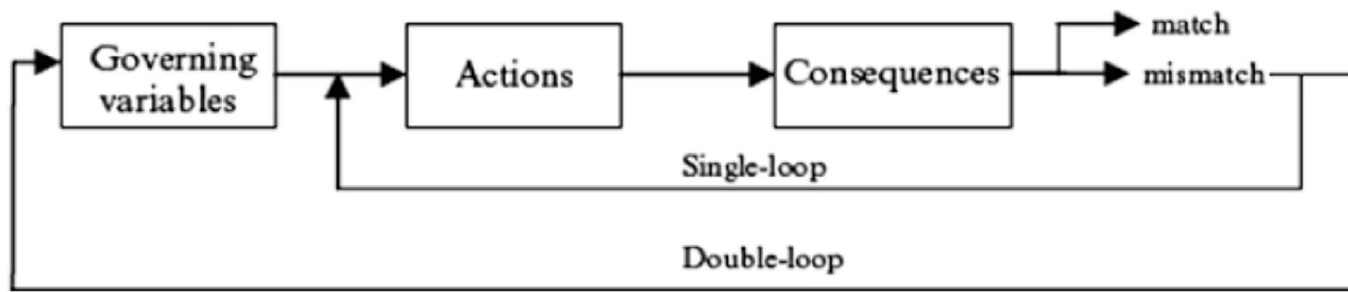 Governing
variables
Actions
Consequences
match
mismatch
Single-loop
Double-loop